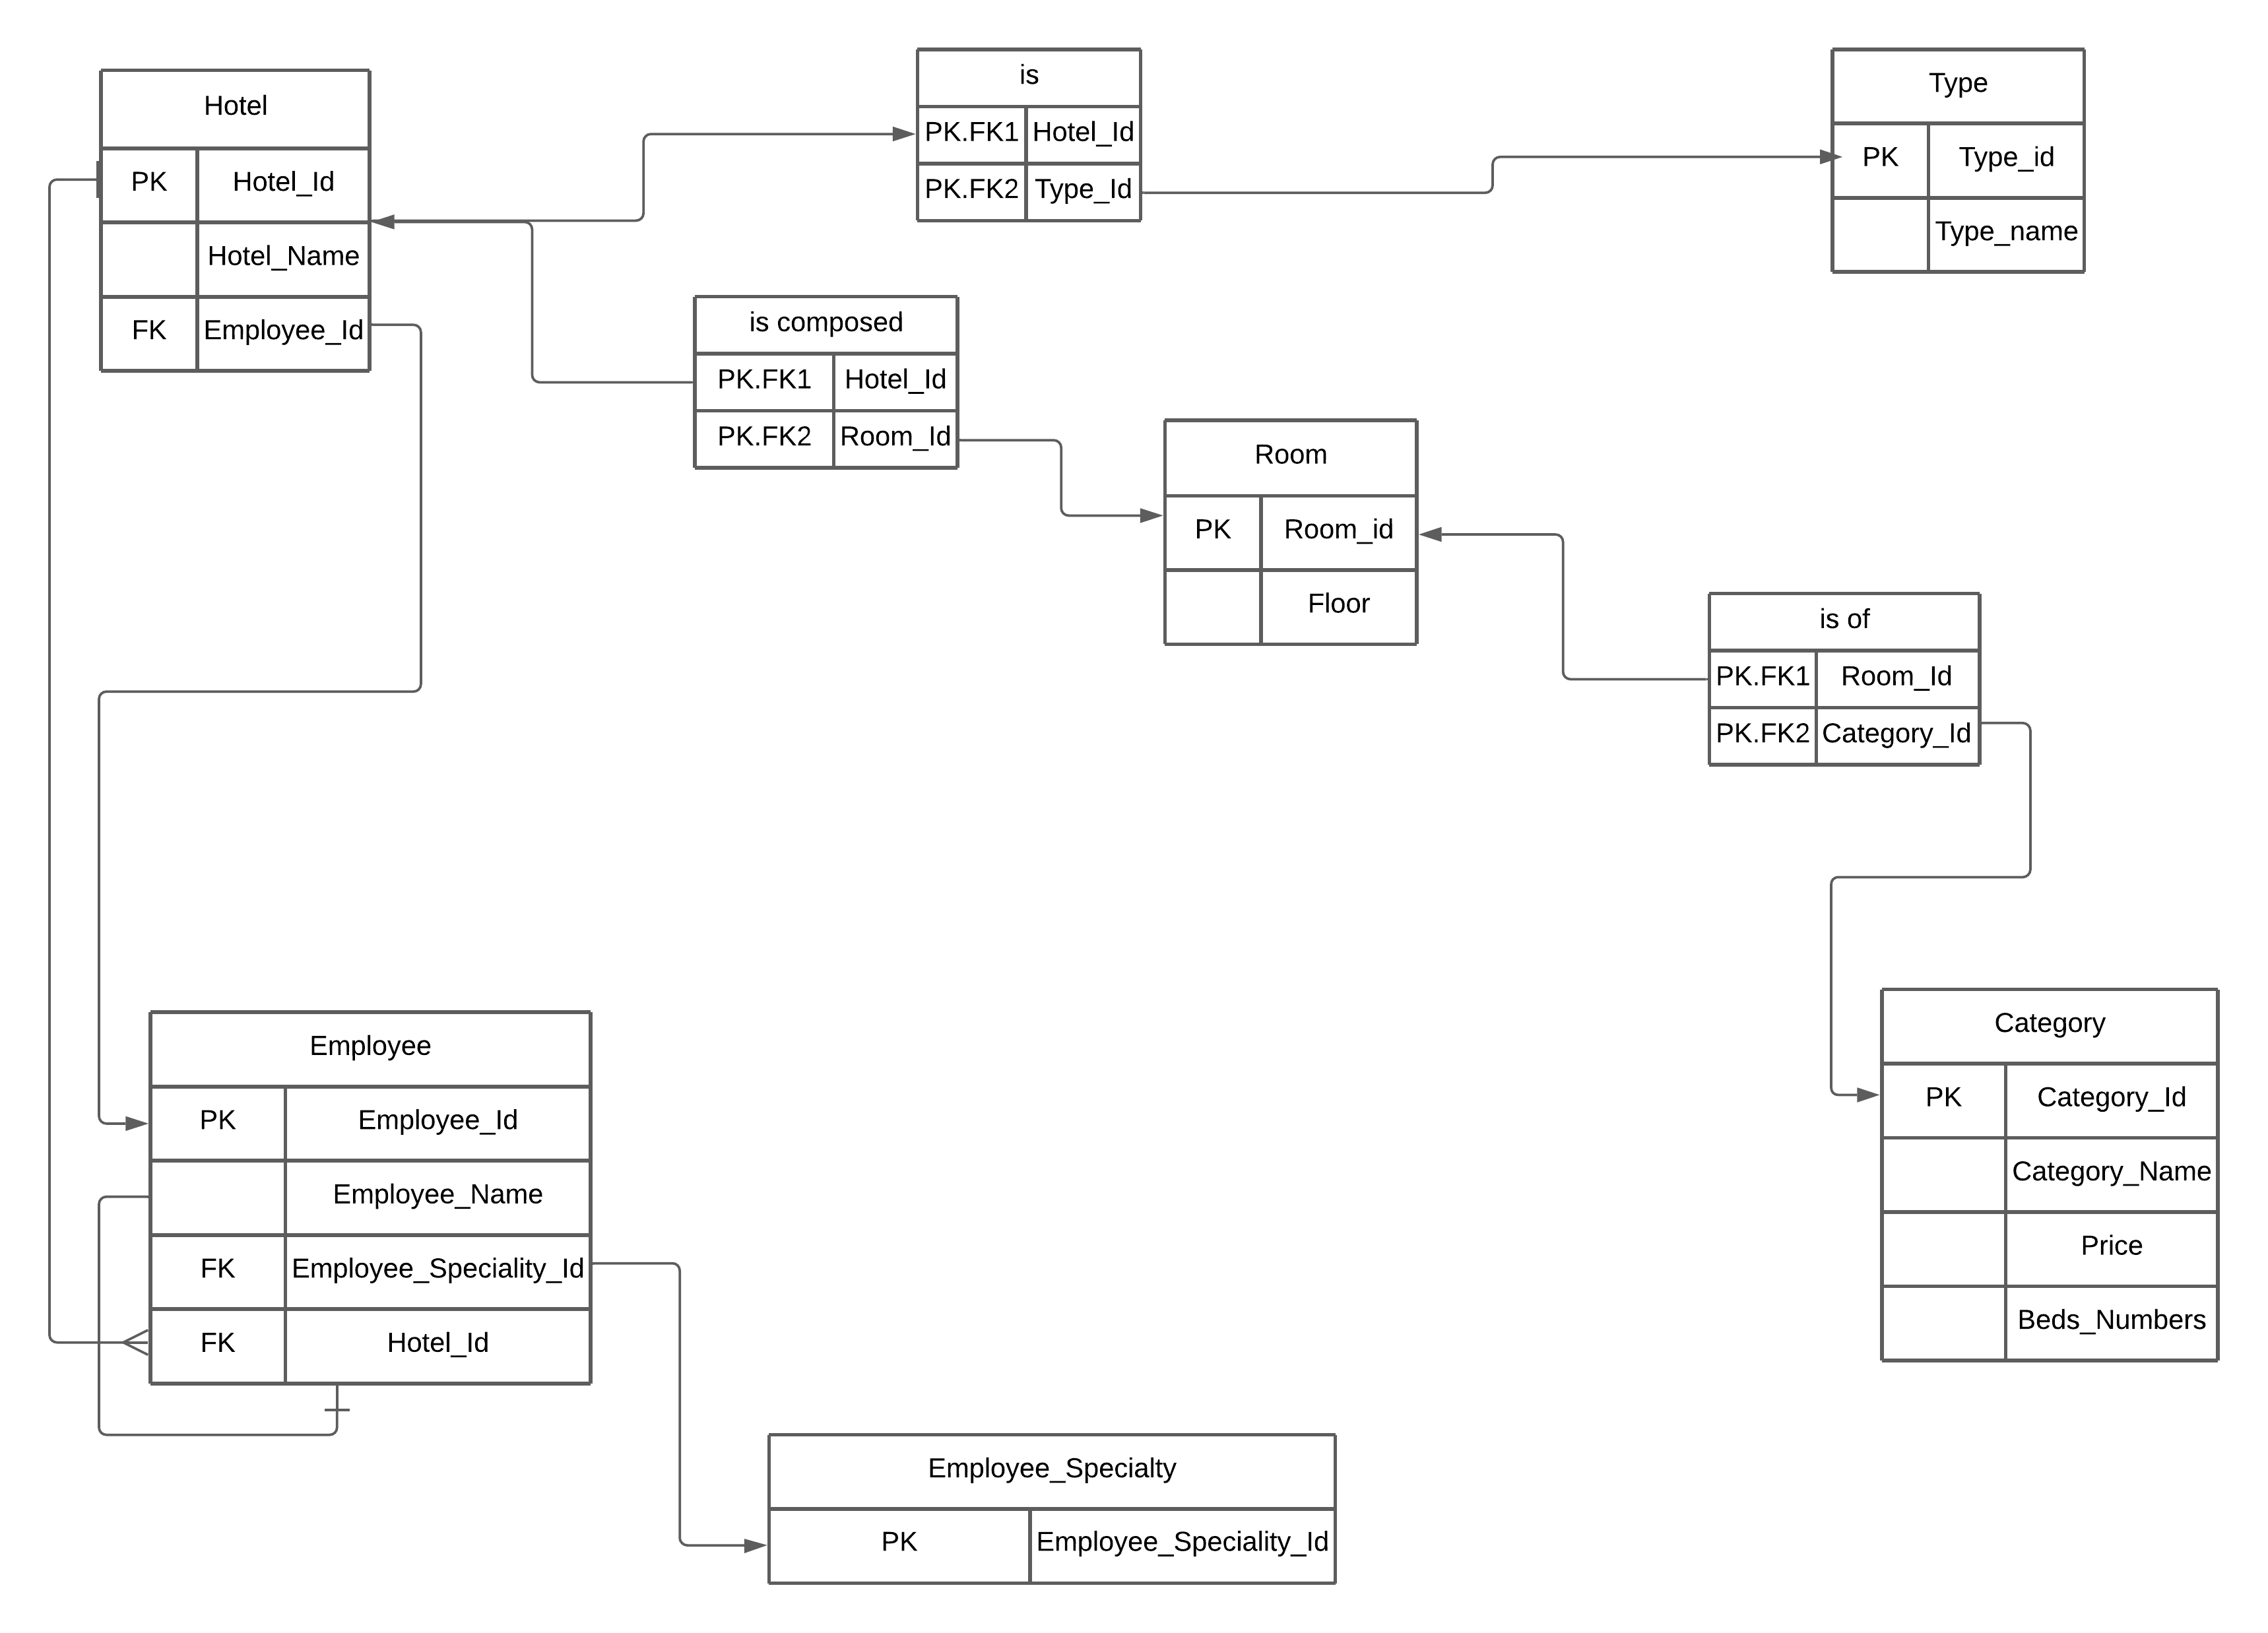 Hotel
PK Hotel_Id
Hotel_Name
FK Employee_Id
is
PK.FK1 Hotel_Id
PK.FK2 Type_Id
Type
PK Type_id
Type_name
is composed
PK.FK1 Hotel_Id
PK.FK2 Room_Id
Room
PK Room_id
Floor
is of
PK.FK1 Room_Id
PK.FK2 Category_Id
Employee
PK Employee_Id
Employee_Name
FK Employee_Speciality_Id
FK Hotel_Id
Category
PK Category_Id
Category_Name
Price
Beds_Numbers
Employee_Specialty
PK Employee_Speciality_Id